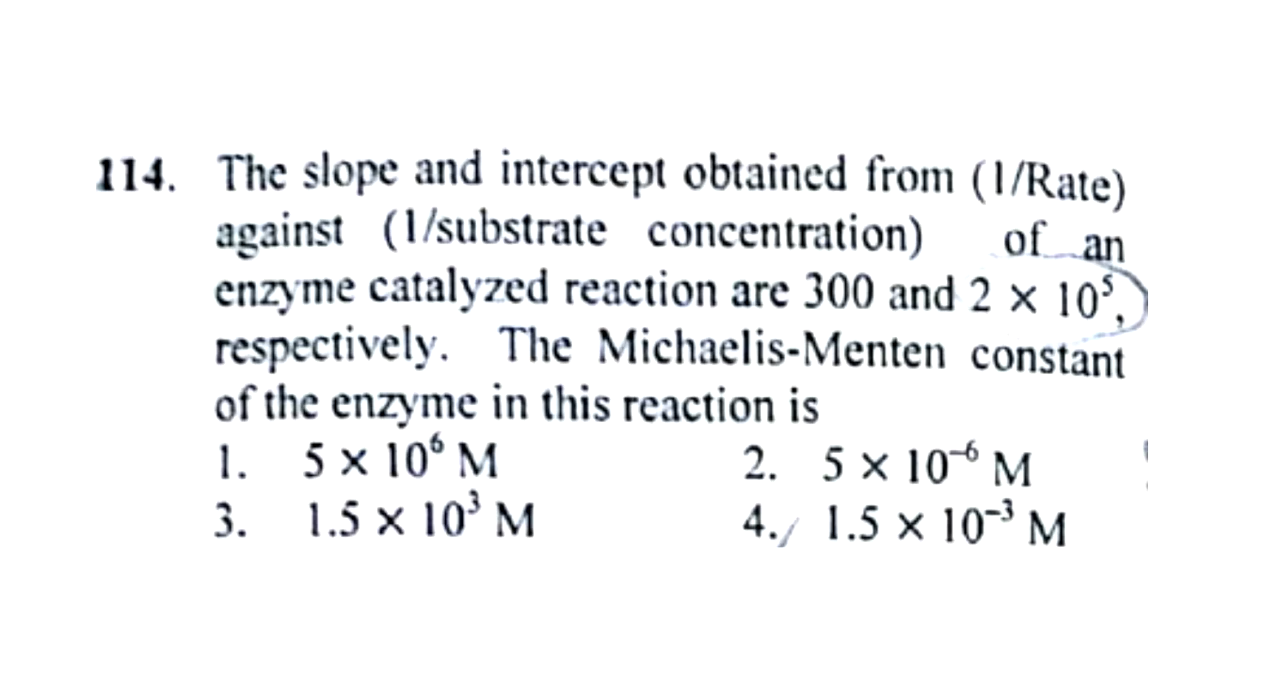 114. The slope and intercept obtained from (1/Rate)
against (1/substrate concentration) of an
enzyme catalyzed reaction are 300 and 2 × 10⁵,
respectively. The Michaelis-Menten constant
of the enzyme in this reaction is
1. 5 × 10⁶ M 2. 5 × 10⁻⁶ M
3. 1.5 × 10³ M 4. 1.5 × 10⁻³ M